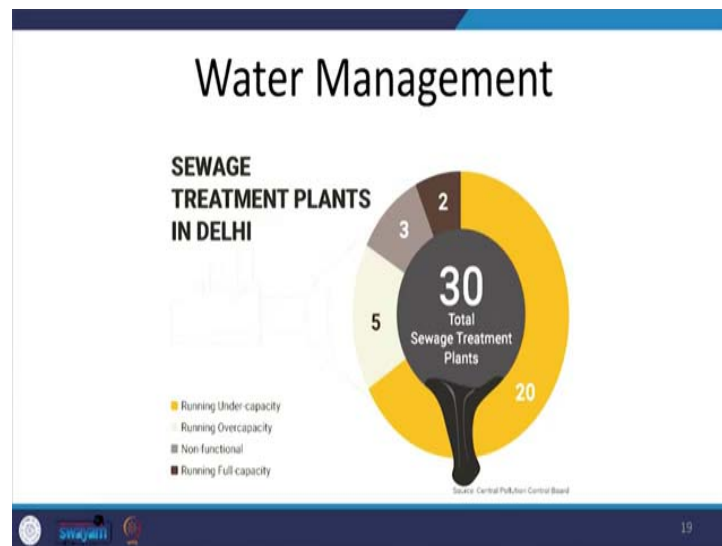 Water Management
SEWAGE
TREATMENT PLANTS
IN DELHI
2
3
5
30
Total
Sewage Treatment
Plants
20
Running Under-capacity
Running Overcapacity
Non-functional
Running Full-capacity
Source: Central Pollution Control Board
swayam
19